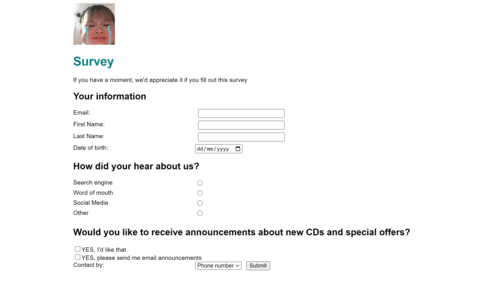 Survey
If you have a moment, we'd appreciate it if you fill out this survey
Your information
Email:
First Name:
Last Name:
Date of birth: dd/mm/yyyy
How did your hear about us?
Search engine
Word of mouth
Social Media
Other
Would you like to receive announcements about new CDs and special offers?
YES, I'd like that
YES, please send me email announcements
Contact by: Phone number Submit